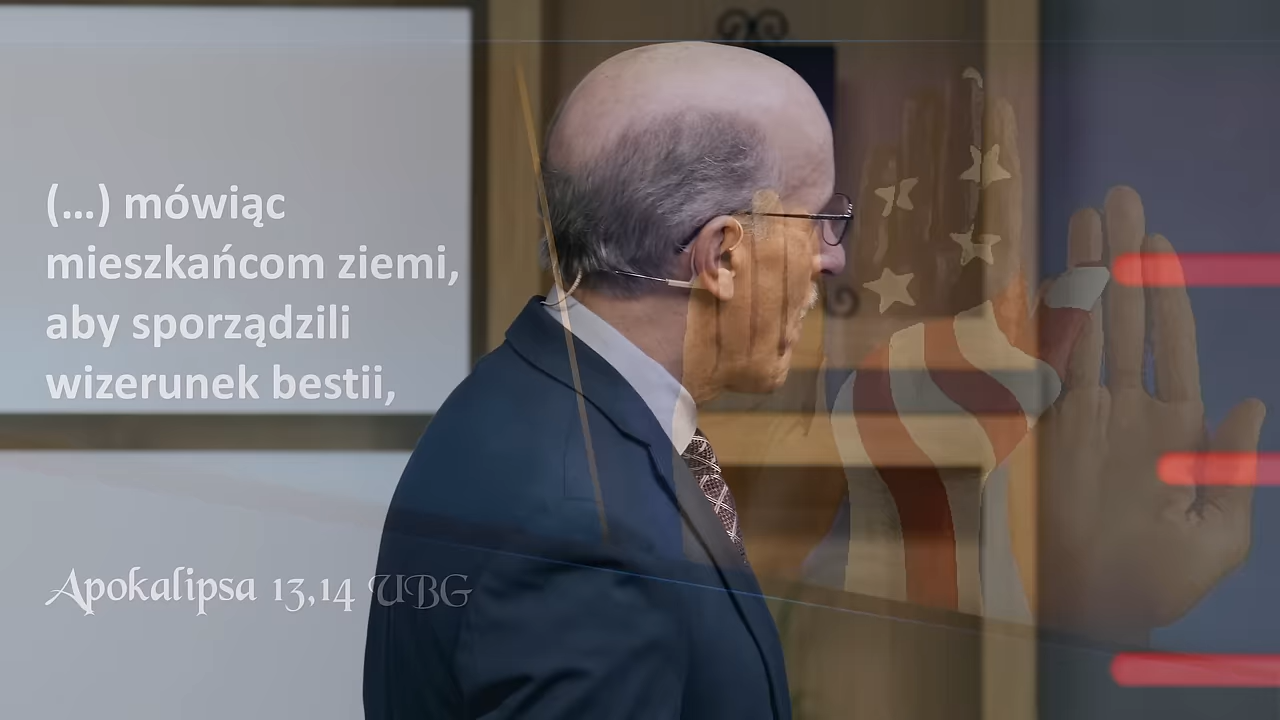 (...) mówiąc
mieszkańcom ziemi,
aby sporządzili
wizerunek bestii,
Apokalipsa 13,14 UBG